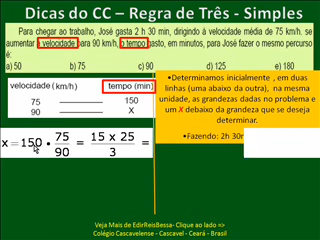 Dicas do CC – Regra de Três - Simples
Para chegar ao trabalho, José gasta 2 h 30 min, dirigindo à velocidade média de 75 km/h. se
aumentar a velocidade para 90 km/h, o tempo gasto, em minutos, para José fazer o mesmo percurso
é:
a) 50 b) 75 c) 90 d) 125 e) 180
velocidade ( km/h) tempo (min)
75 150
90 X
x = 150 • 75/90 = 15 x 25/3 =
•Determinamos inicialmente , em duas
linhas (uma abaixo da outra), na mesma
unidade, as grandezas dadas no problema e
um X debaixo da grandeza que se deseja
determinar.
•Fazendo: 2h 30m
Veja Mais de EdirReisBessa- Clique ao lado =>
Colégio Cascavelense - Cascavel - Ceará - Brasil